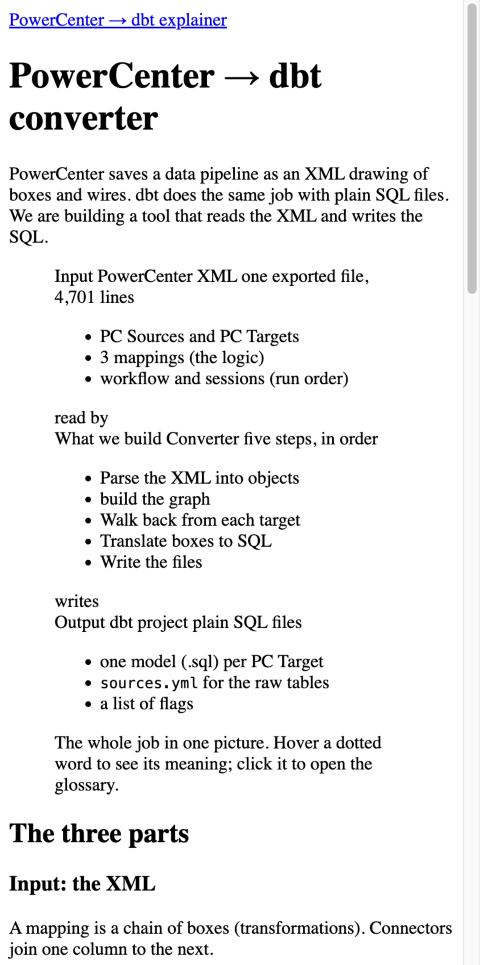 PowerCenter → dbt explainer
PowerCenter → dbt
converter
PowerCenter saves a data pipeline as an XML drawing of
boxes and wires. dbt does the same job with plain SQL files.
We are building a tool that reads the XML and writes the
SQL.
Input PowerCenter XML one exported file,
4,701 lines
• PC Sources and PC Targets
• 3 mappings (the logic)
• workflow and sessions (run order)
read by
What we build Converter five steps, in order
• Parse the XML into objects
• build the graph
• Walk back from each target
• Translate boxes to SQL
• Write the files
writes
Output dbt project plain SQL files
• one model (.sql) per PC Target
• sources.yml for the raw tables
• a list of flags
The whole job in one picture. Hover a dotted
word to see its meaning; click it to open the
glossary.
The three parts
Input: the XML
A mapping is a chain of boxes (transformations). Connectors
join one column to the next.